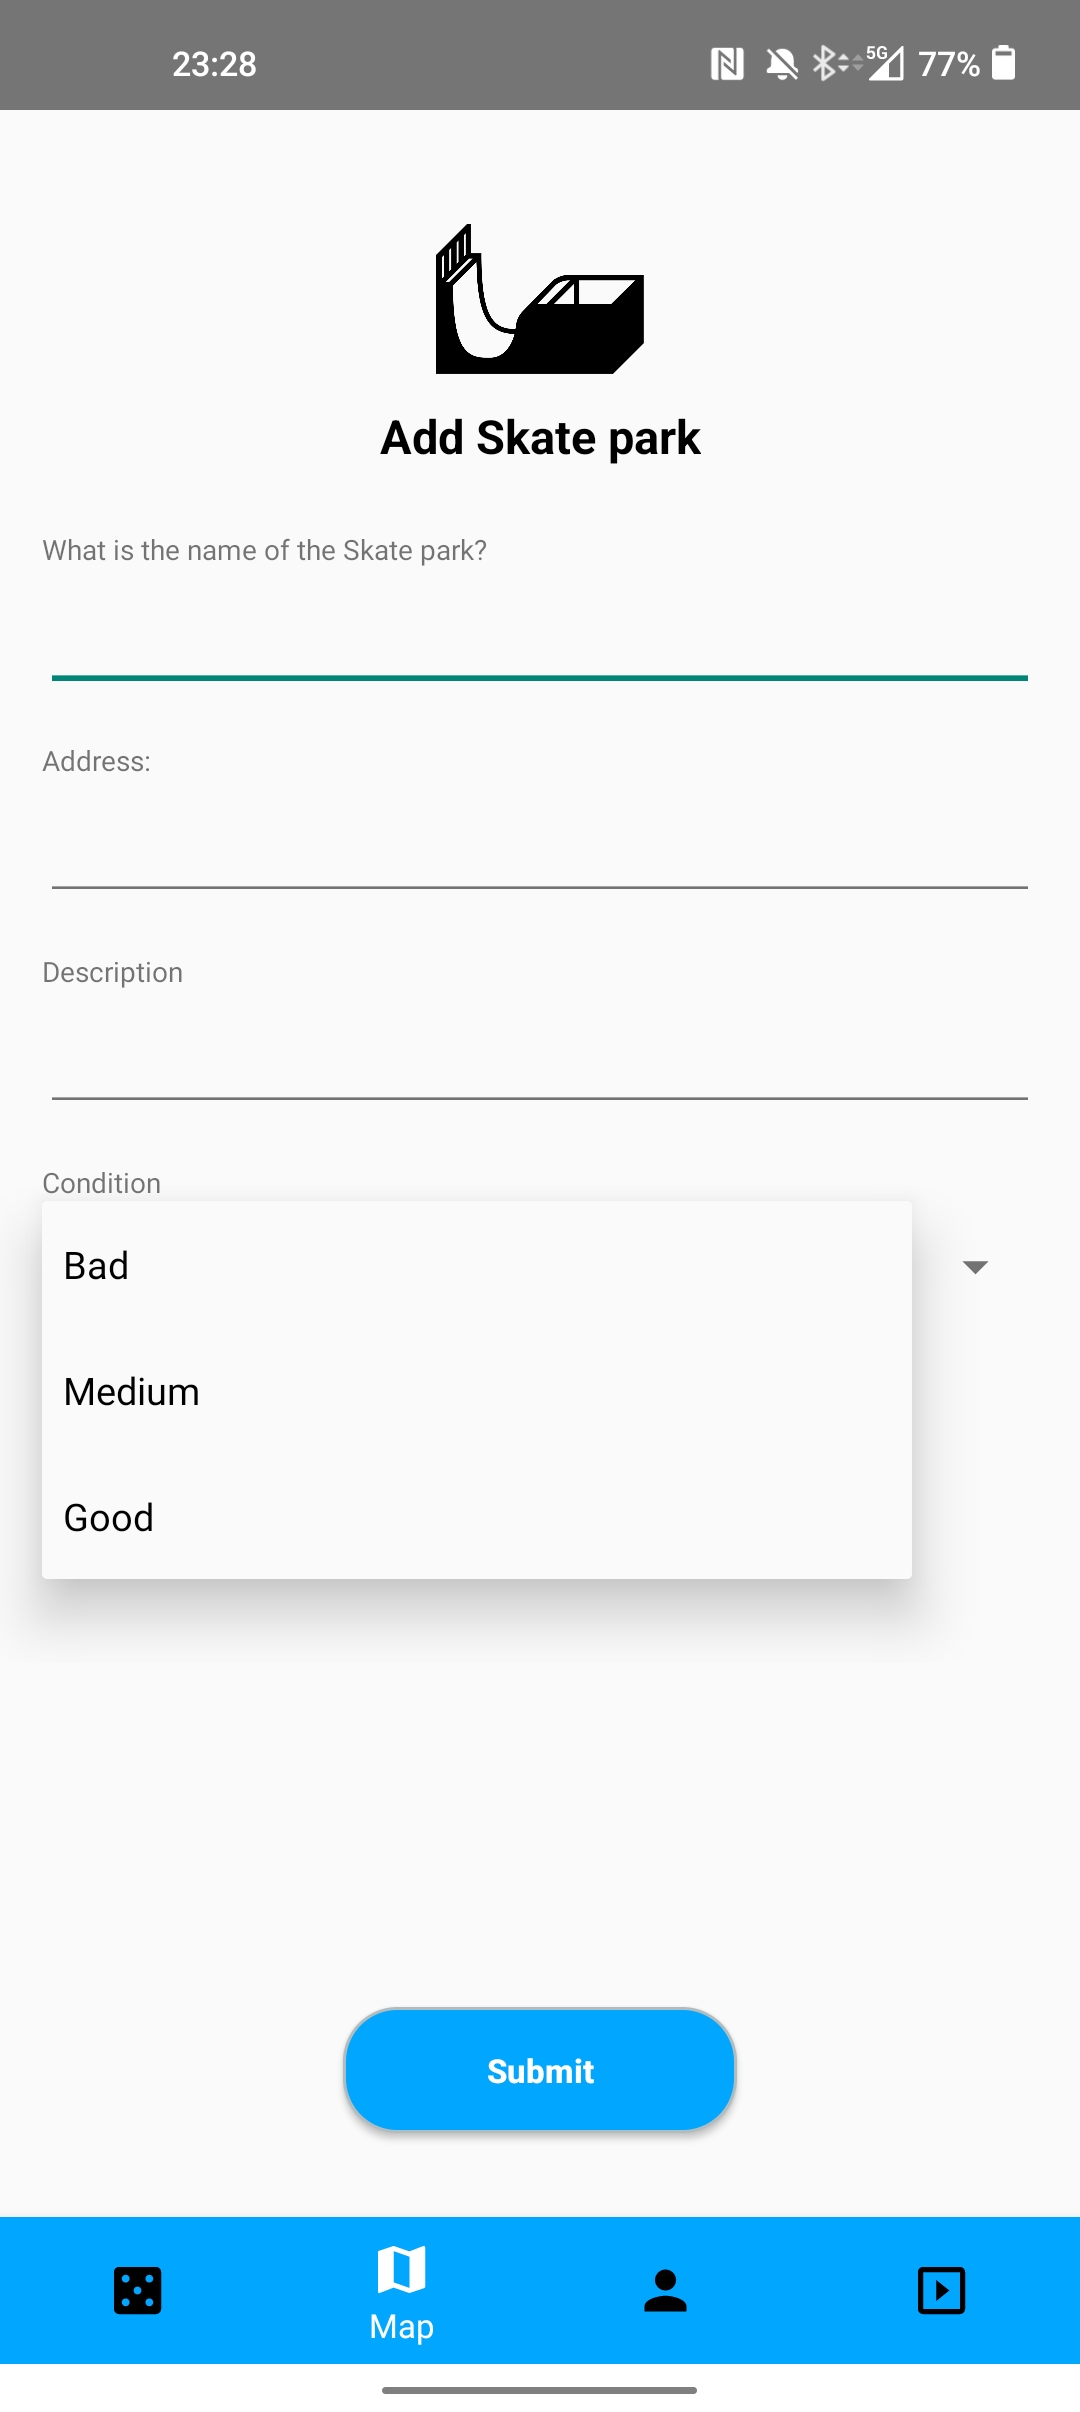 23:28
5G
77%
Add Skate park
What is the name of the Skate park?
Address:
Description
Condition
Bad
Medium
Good
Submit
Map